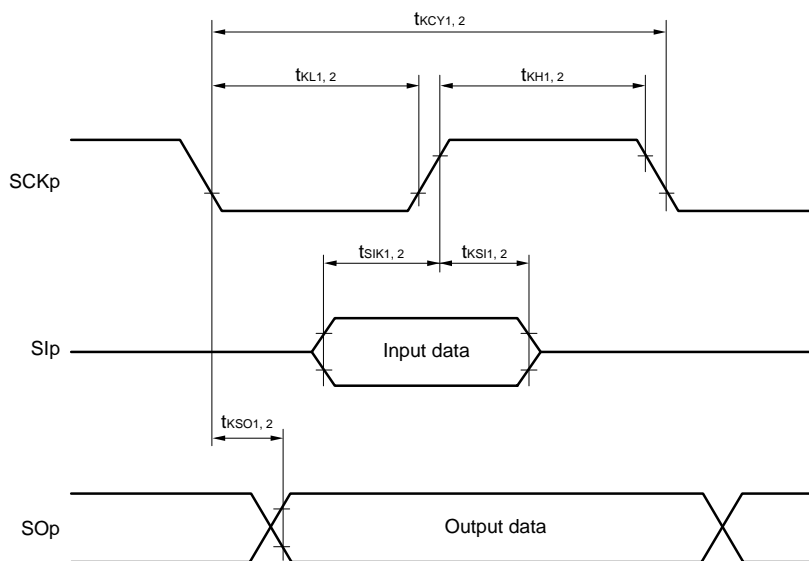 tKCY1, 2
tKL1, 2
tKH1, 2
SCKp
tSIK1, 2
tKSI1, 2
SIp
Input data
tKSO1, 2
SOp
Output data